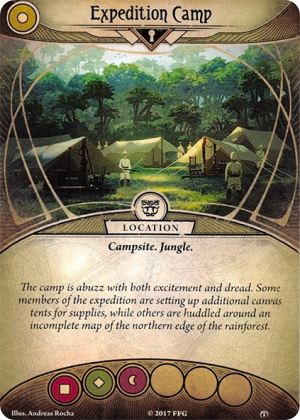 Expedition Camp
LOCATION
Campsite. Jungle.
The camp is abuzz with both excitement and dread. Some
members of the expedition are setting up additional canvas
tents for supplies, while others are huddled around an
incomplete map of the northern edge of the rainforest.
Illus. Andreas Rocha
© 2017 FFG